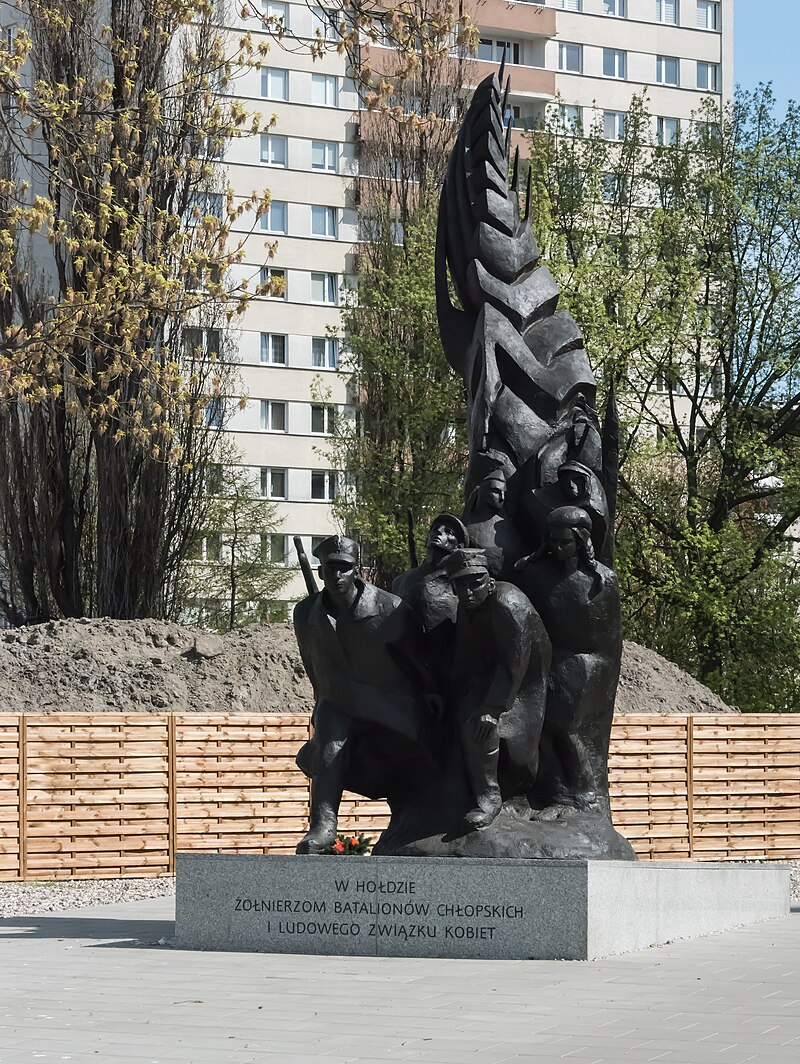 W HOŁDZIE
ŻOŁNIERZOM BATALIONÓW CHŁOPSKICH
I LUDOWEGO ZWIĄZKU KOBIET